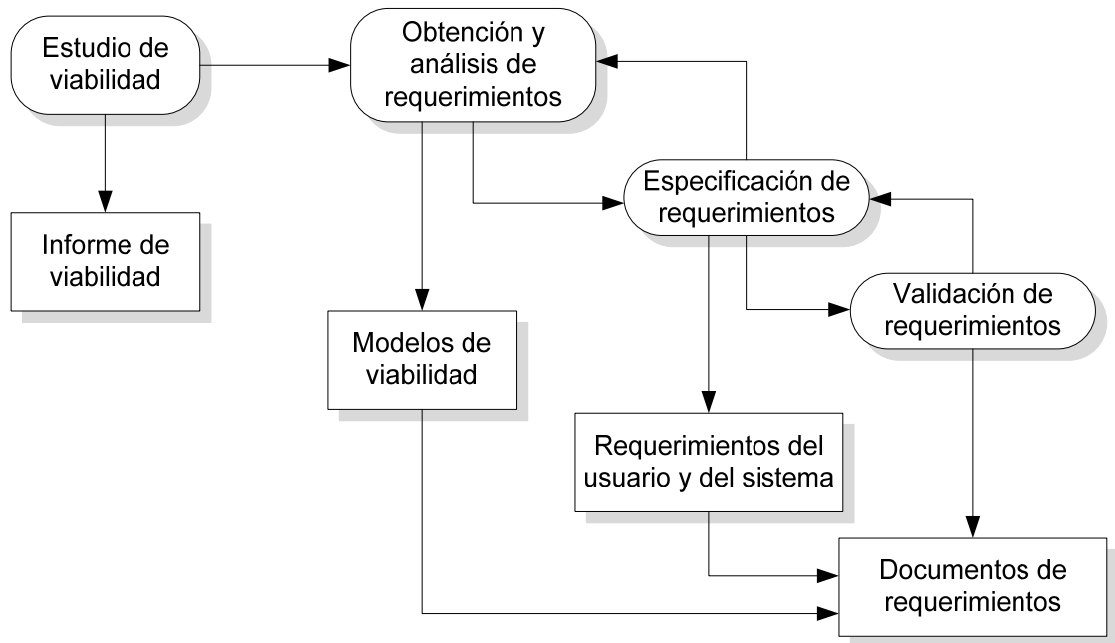 Estudio de
viabilidad
Obtención y
análisis de
requerimientos
Especificación de
requerimientos
Informe de
viabilidad
Validación de
requerimientos
Modelos de
viabilidad
Requerimientos del
usuario y del sistema
Documentos de
requerimientos